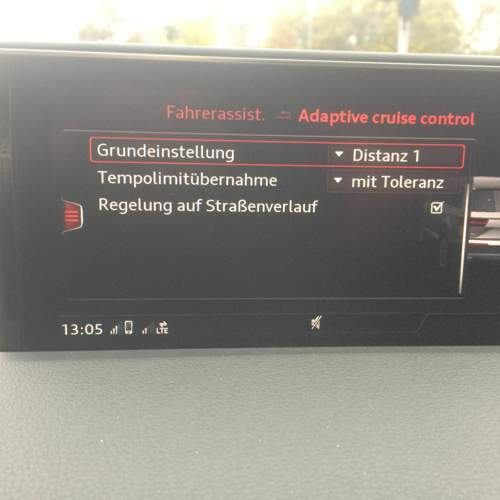 Fahrerassist. Adaptive cruise control
Grundeinstellung Distanz 1
Tempolimitübernahme mit Toleranz
Regelung auf Straßenverlauf
13:05 LTE